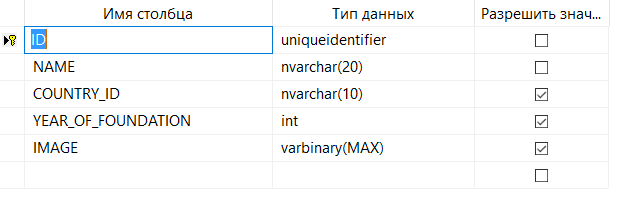 Имя столбца Тип данных Разрешить знач...
ID uniqueidentifier
NAME nvarchar(20)
COUNTRY_ID nvarchar(10)
YEAR_OF_FOUNDATION int
IMAGE varbinary(MAX)